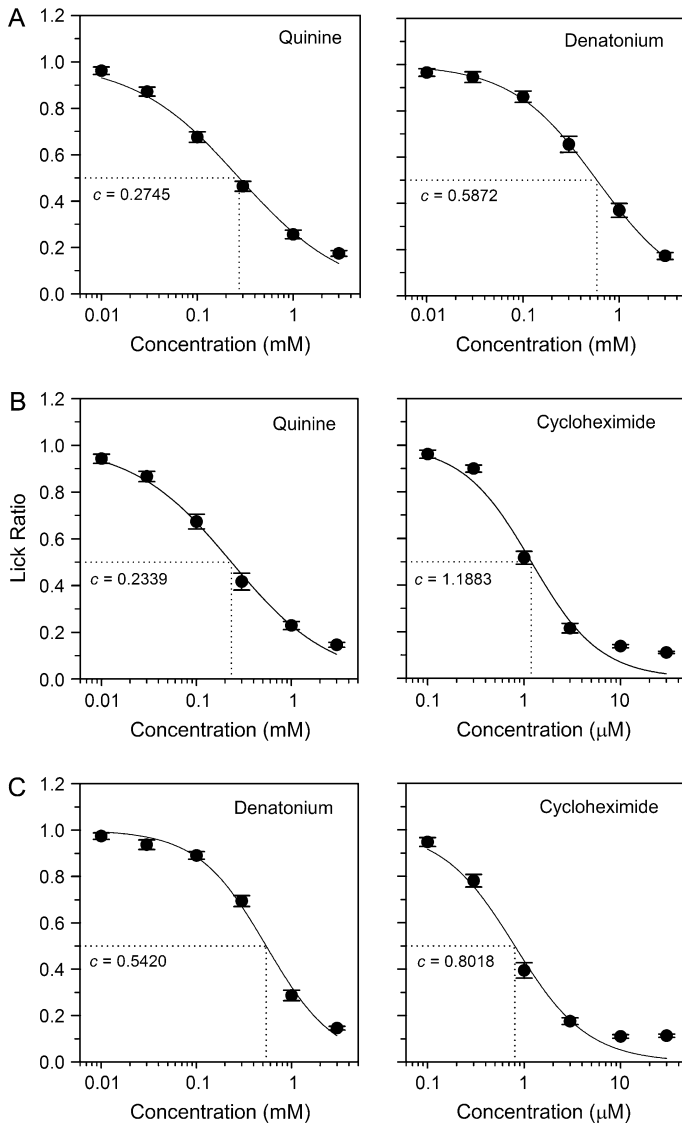 A
Quinine
1.2
1.0
0.8
0.6
0.4
0.2
0.0
c = 0.2745
0.01
0.1
1
Concentration (mM)
Denatonium
c = 0.5872
0.01
0.1
1
Concentration (mM)
B
Lick Ratio
Quinine
1.2
1.0
0.8
0.6
0.4
0.2
0.0
c = 0.2339
0.01
0.1
1
Concentration (mM)
Cycloheximide
c = 1.1883
0.1
1
10
Concentration (μM)
C
Denatonium
1.2
1.0
0.8
0.6
0.4
0.2
0.0
c = 0.5420
0.01
0.1
1
Concentration (mM)
Cycloheximide
c = 0.8018
0.1
1
10
Concentration (μM)